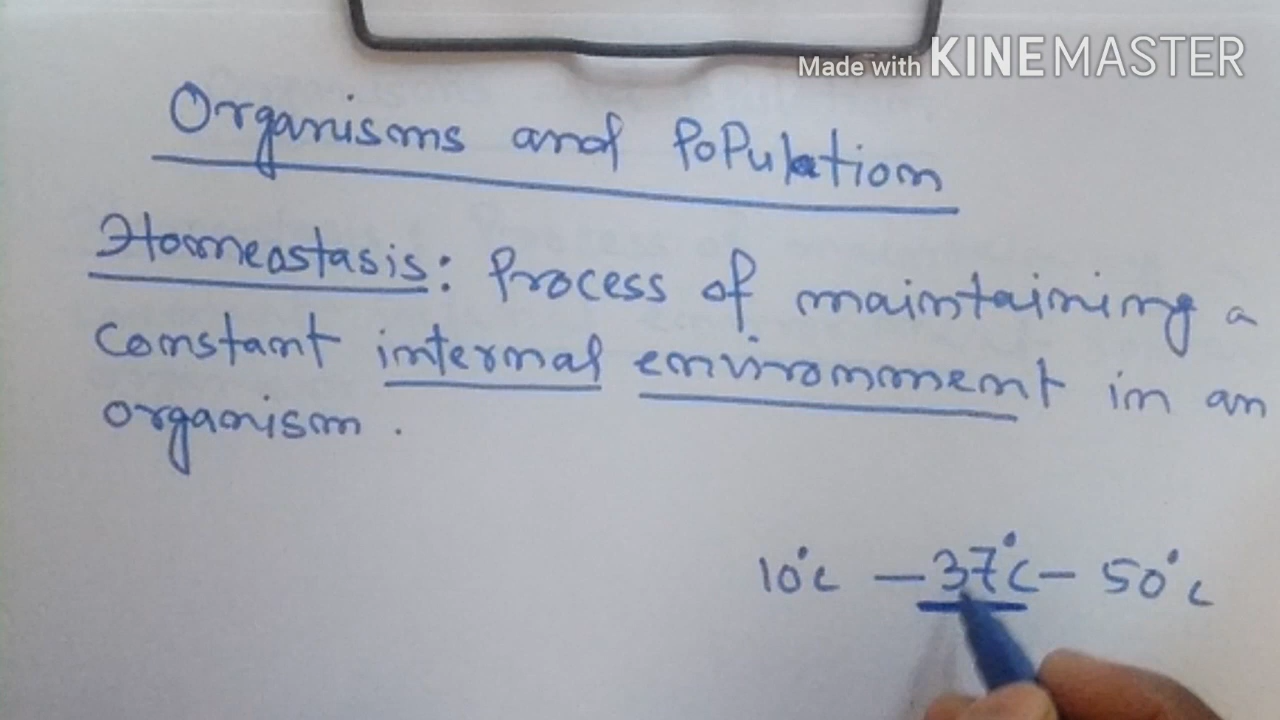 Made with KINEMASTER
Organisms and Population
Homeostasis: Process of maintaining a
constant internal environment in an
organism.
10°c — 37°c — 50°c